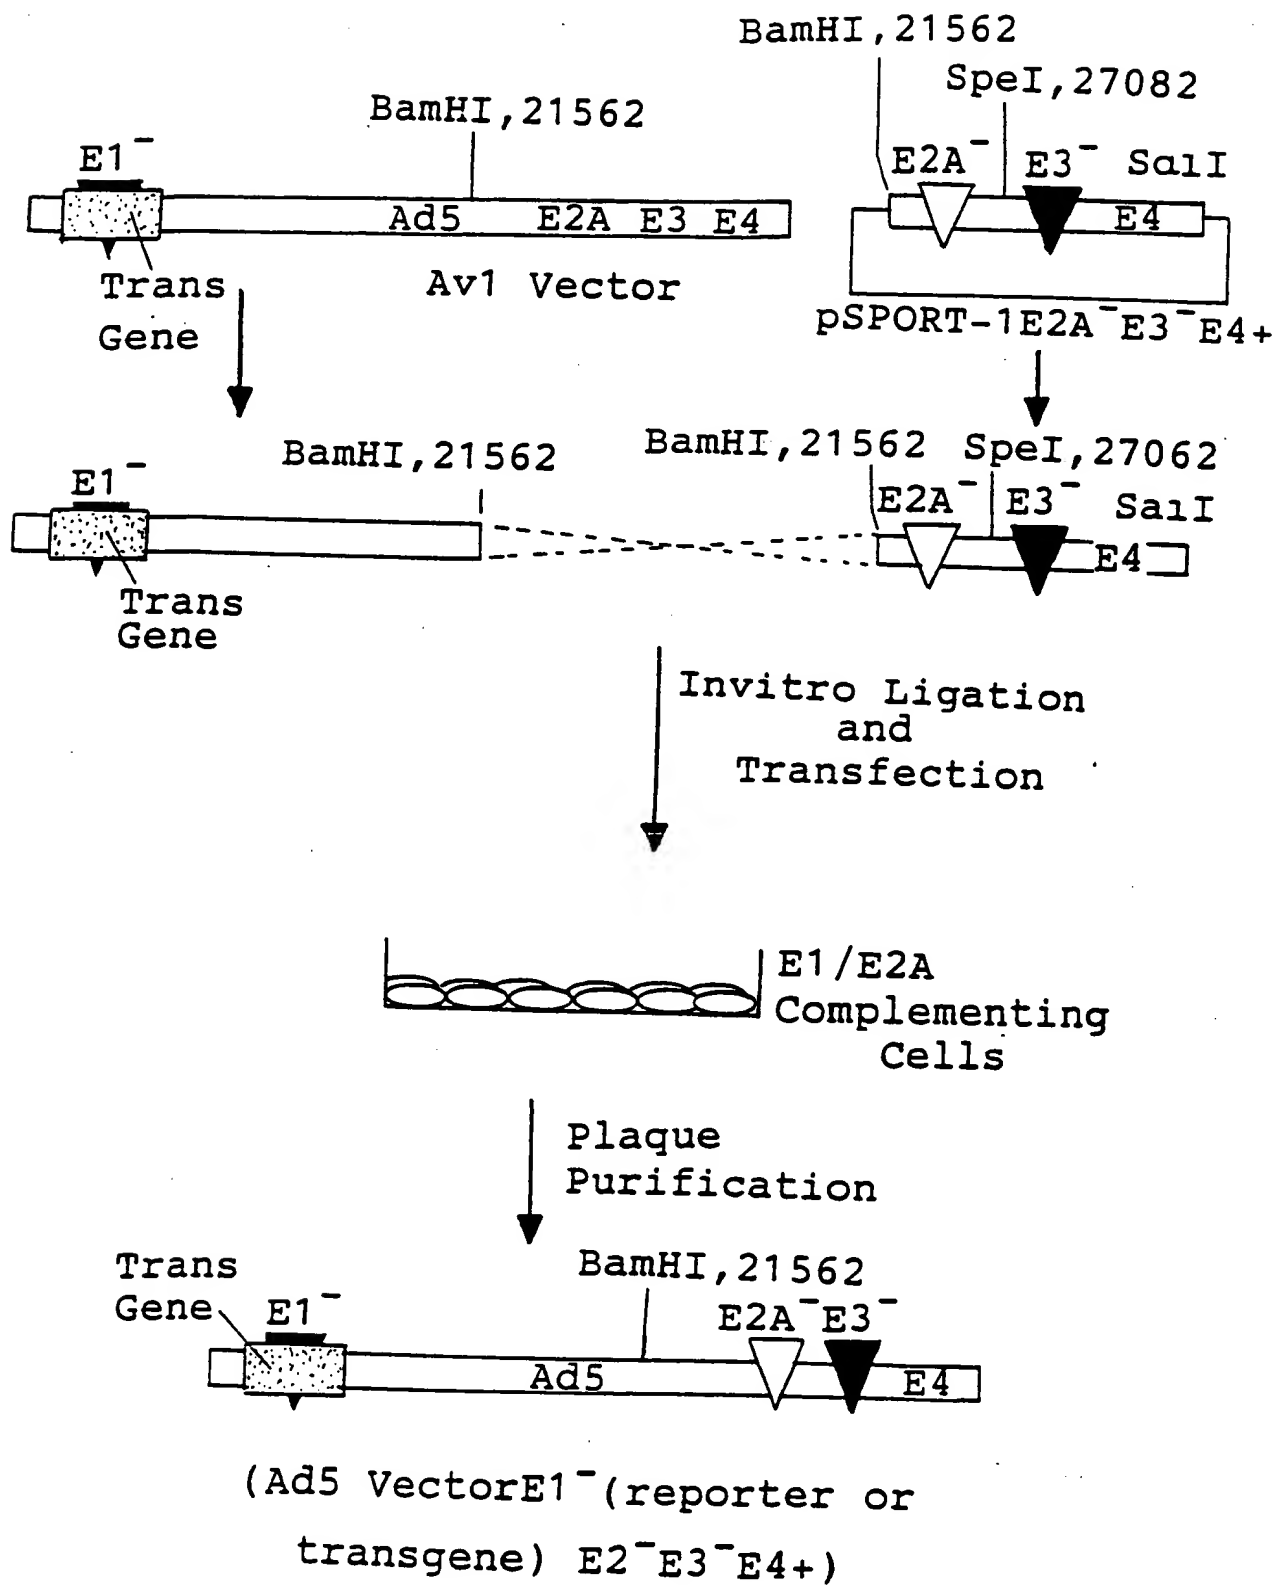 BamHI,21562
SpeI,27082
BamHI,21562
E1⁻
E2A⁻
E3⁻
SalI
Ad5
E2A
E3
E4
E4
Trans
Gene
Av1 Vector
pSPORT-1E2A⁻E3⁻E4+
BamHI,21562
BamHI,21562
SpeI,27062
E1⁻
E2A⁻
E3⁻
SalI
E4
Trans
Gene
Invitro Ligation
and
Transfection
E1/E2A
Complementing
Cells
Plaque
Purification
Trans
Gene
E1⁻
BamHI,21562
E2A⁻E3⁻
Ad5
E4
(Ad5 VectorE1⁻(reporter or
transgene) E2⁻E3⁻E4+)